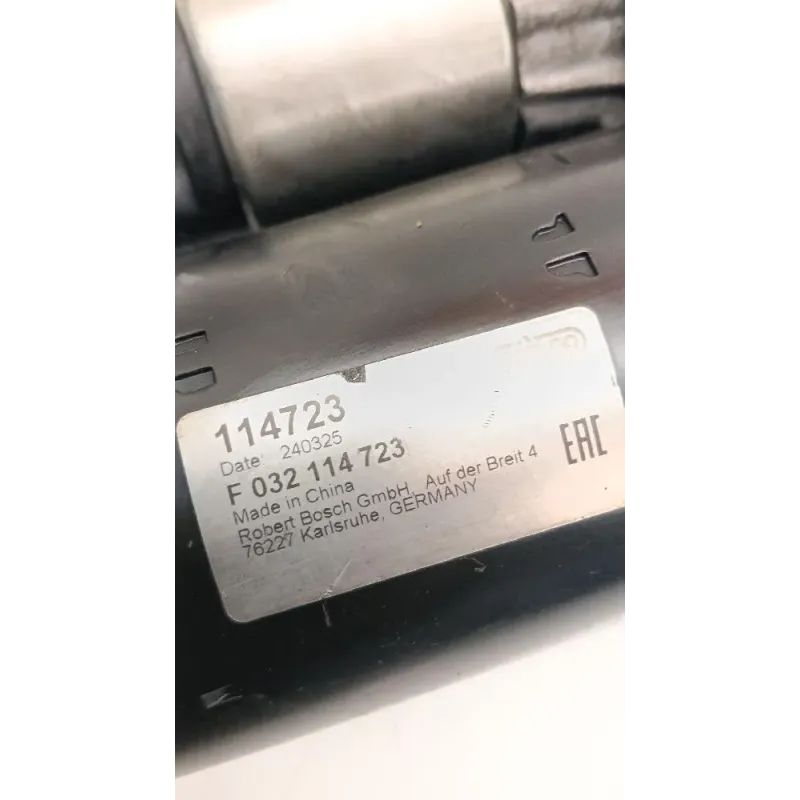 114723
Date: 240325
F 032 114 723
Made in China
Robert Bosch GmbH, Auf der Breit 4
76227 Karlsruhe, GERMANY
EAC